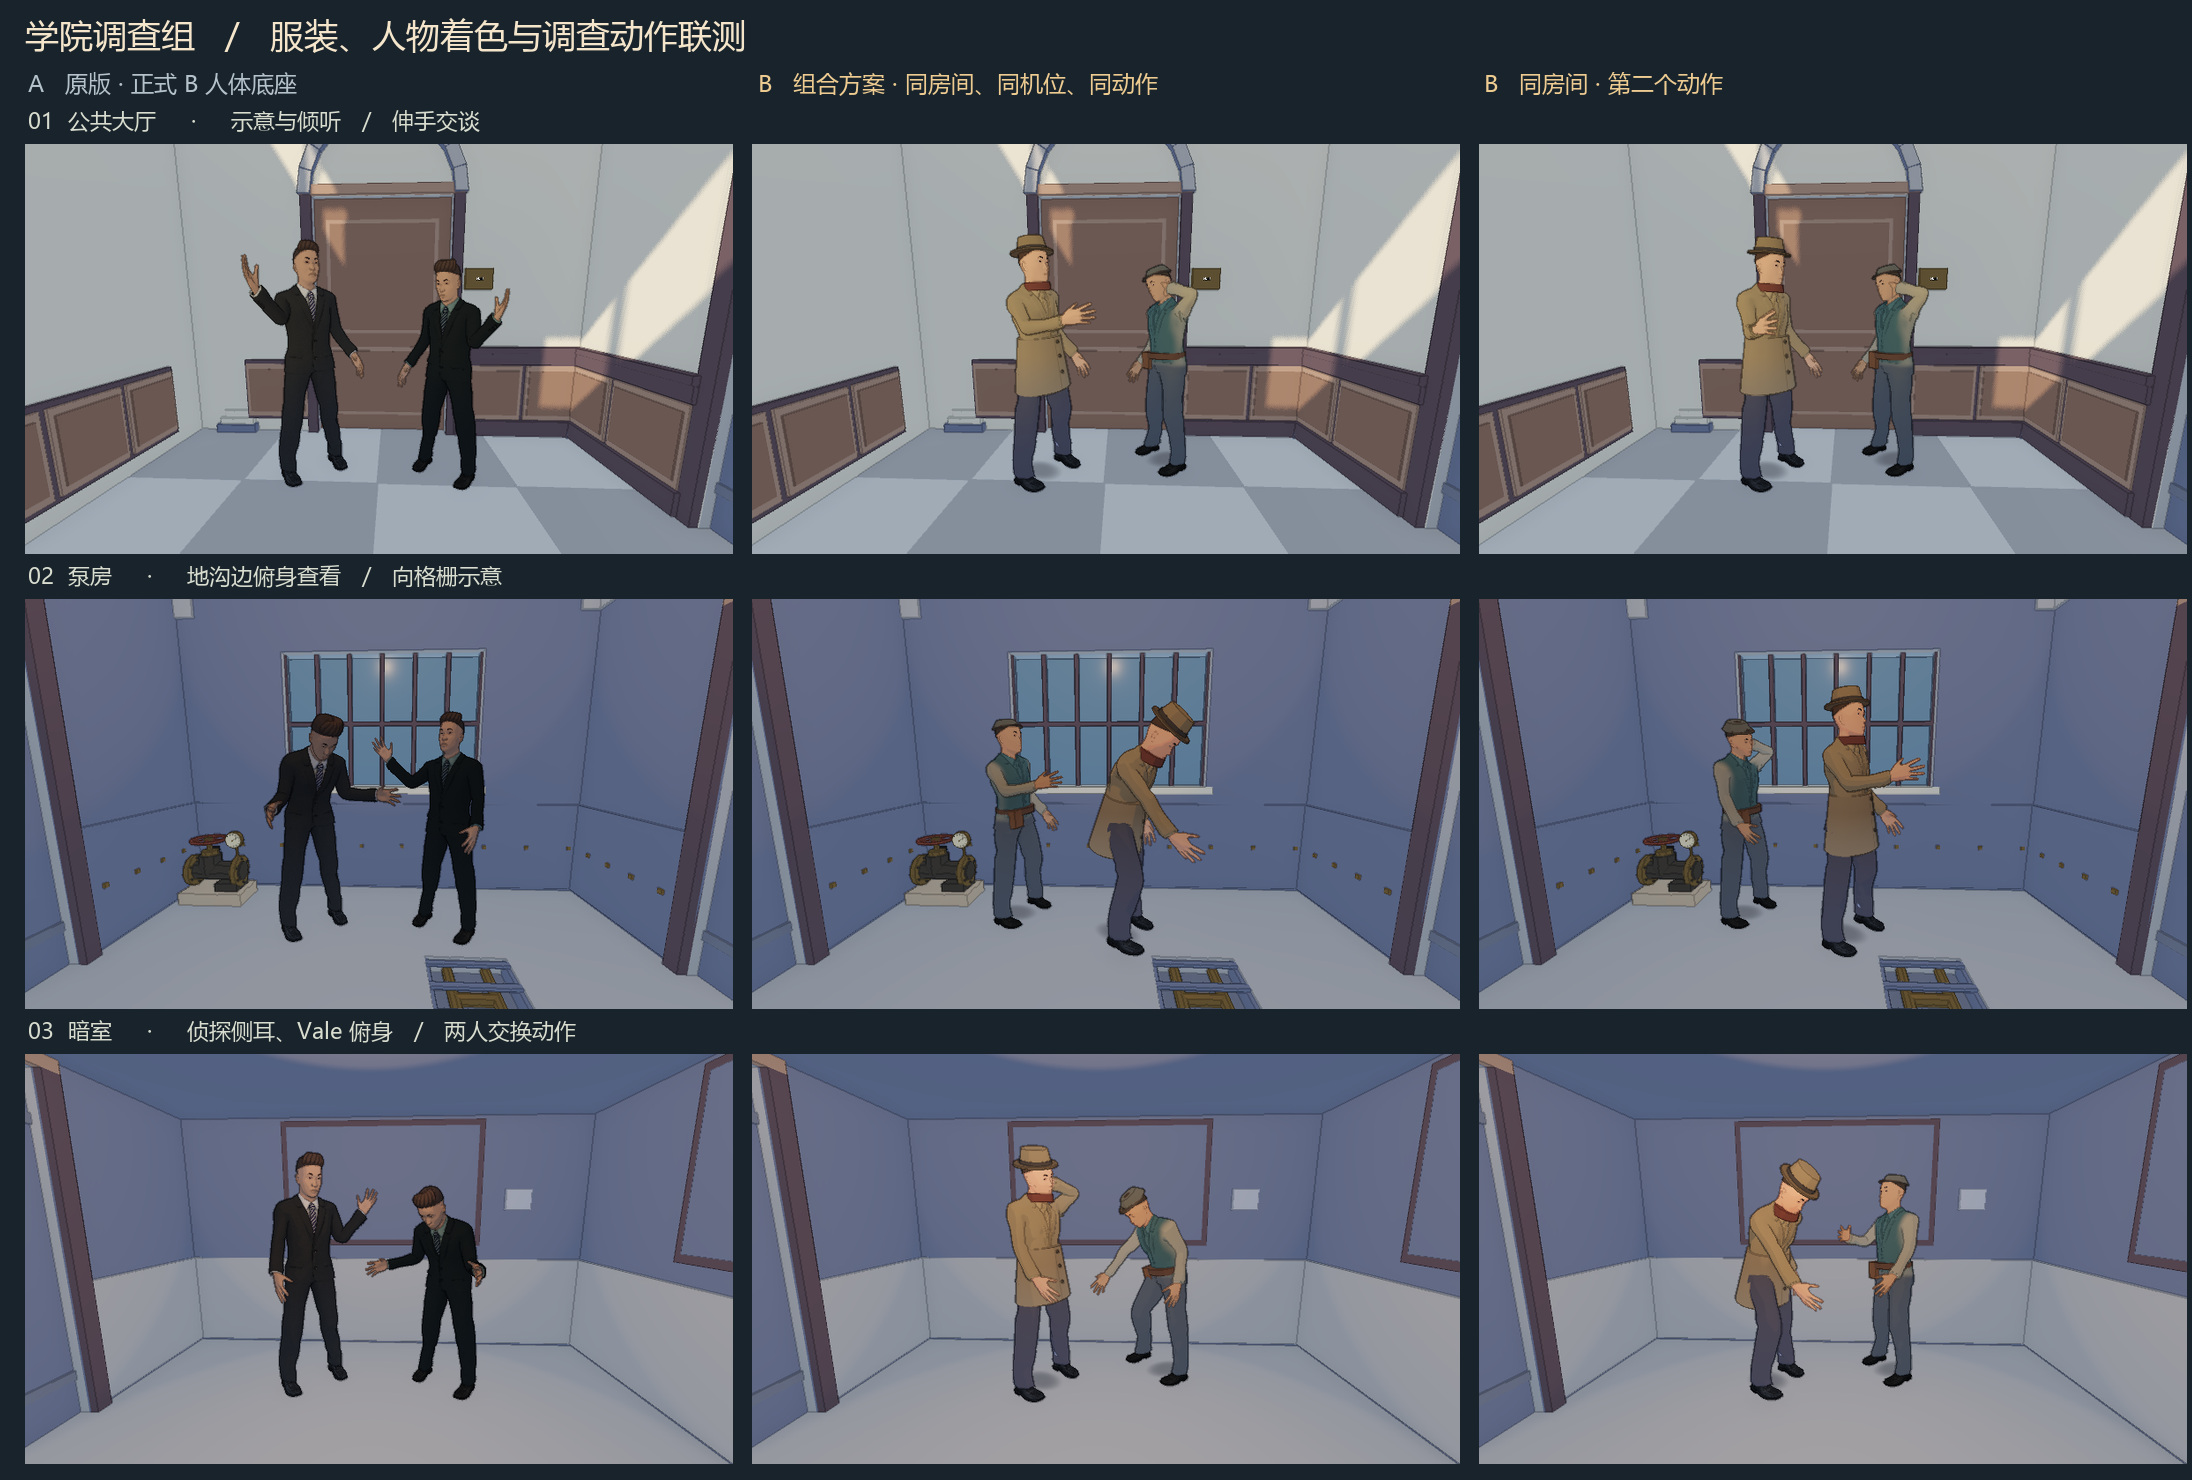 学院调查组 / 服装、人物着色与调查动作联测
A 原版 · 正式 B 人体底座
B 组合方案 · 同房间、同机位、同动作
B 同房间 · 第二个动作
01 公共大厅 · 示意与倾听 / 伸手交谈
02 泵房 · 地沟边俯身查看 / 向格栅示意
03 暗室 · 侦探侧耳、Vale 俯身 / 两人交换动作